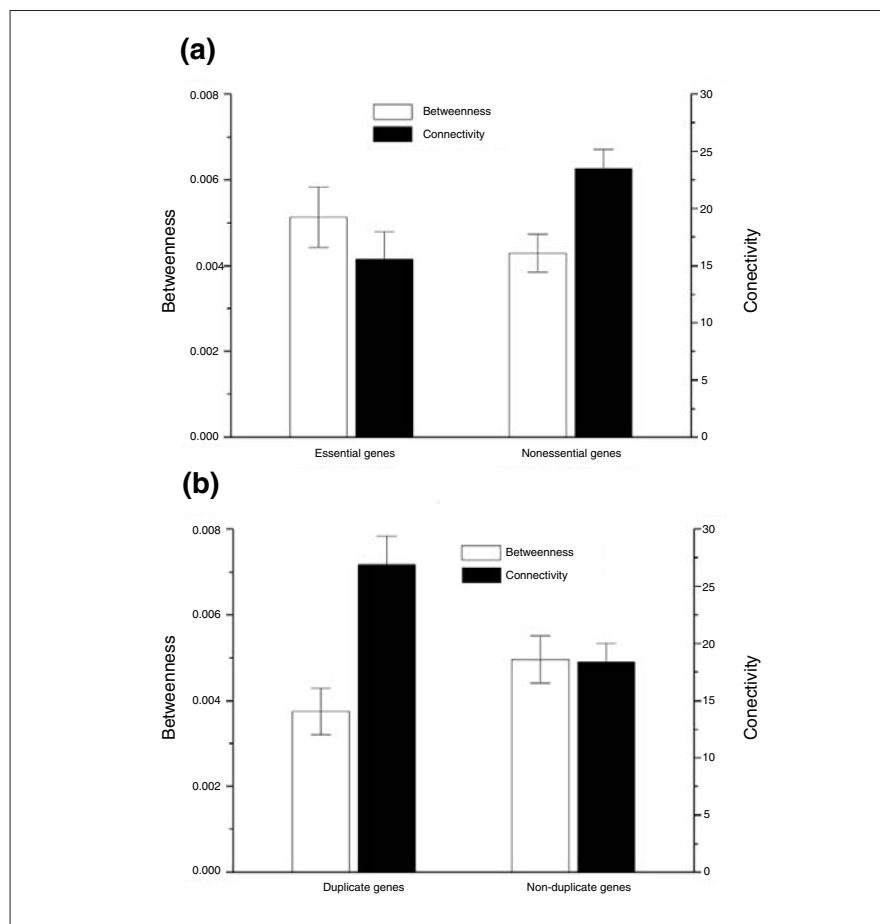 (a)
0.008
0.006
0.004
0.002
0.000
Betweenness
Betweenness
Connectivity
30
25
20
15
10
5
0
Conectivity
Essential genes
Nonessential genes
(b)
0.008
0.006
0.004
0.002
0.000
Betweenness
Betweenness
Connectivity
30
25
20
15
10
5
0
Conectivity
Duplicate genes
Non-duplicate genes